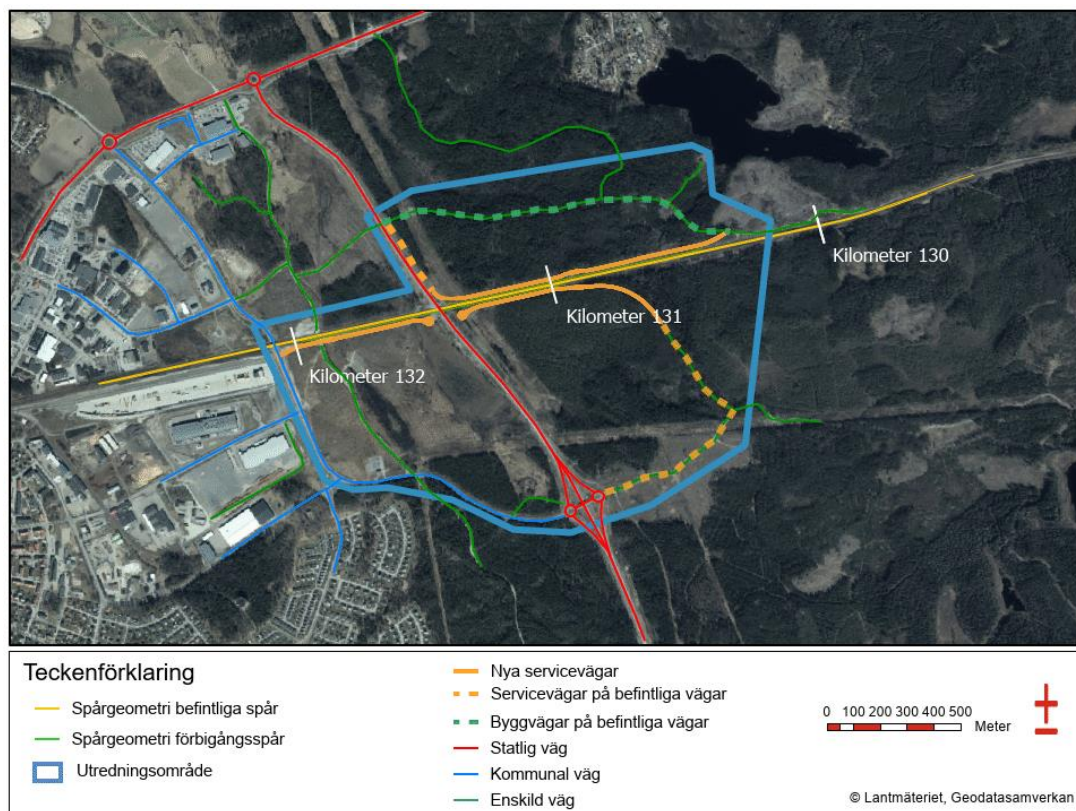 Kilometer 130
Kilometer 131
Kilometer 132
Teckenförklaring
Spårgeometri befintliga spår
Spårgeometri förbigångsspår
Utredningsområde
Nya servicevägar
Servicevägar på befintliga vägar
Byggvägar på befintliga vägar
Statlig väg
Kommunal väg
Enskild väg
0 100 200 300 400 500
Meter
© Lantmäteriet, Geodatasamverkan